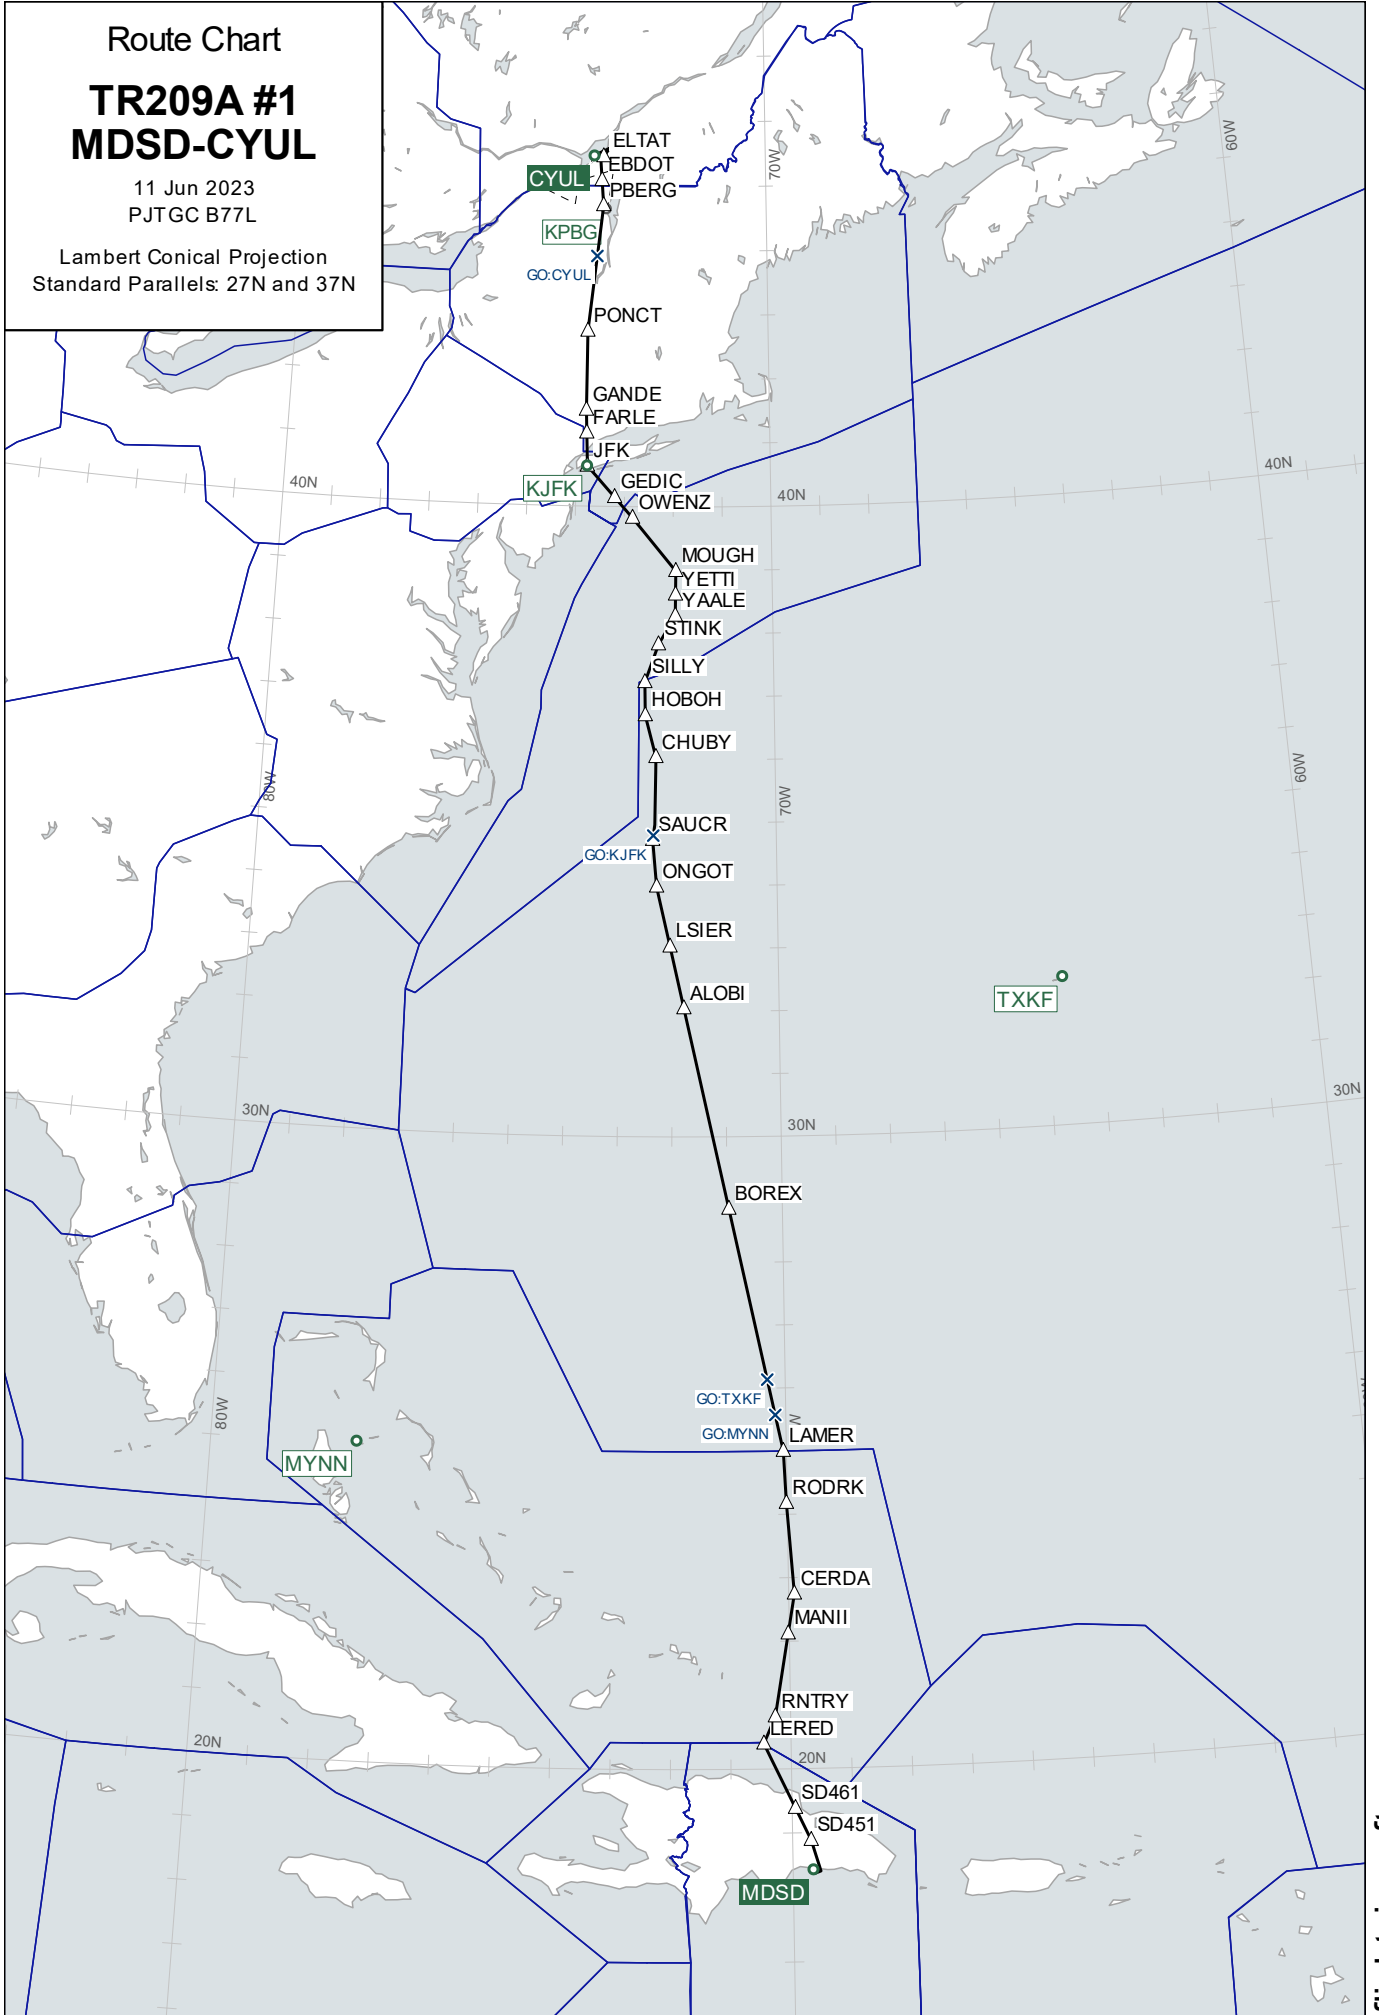 Route Chart
TR209A #1
MDSD-CYUL
11 Jun 2023
PJTGC B77L
Lambert Conical Projection
Standard Parallels: 27N and 37N
ELTAT
EBDOT
CYUL
PBERG
KPBG
GO:CYUL
PONCT
GANDE
FARLE
JFK
KJFK
GEDIC
OWENZ
MOUGH
YETTI
YAALE
STINK
SILLY
HOBOH
CHUBY
SAUCR
GO:KJFK
ONGOT
LSIER
ALOBI
TXKF
BOREX
GO:TXKF
GO:MYNN
LAMER
MYNN
RODRK
CERDA
MANII
RNTRY
LERED
SD461
SD451
MDSD
70W
60W
40N
40N
40N
80W
70W
60W
30N
30N
30N
80W
W
20N
20N